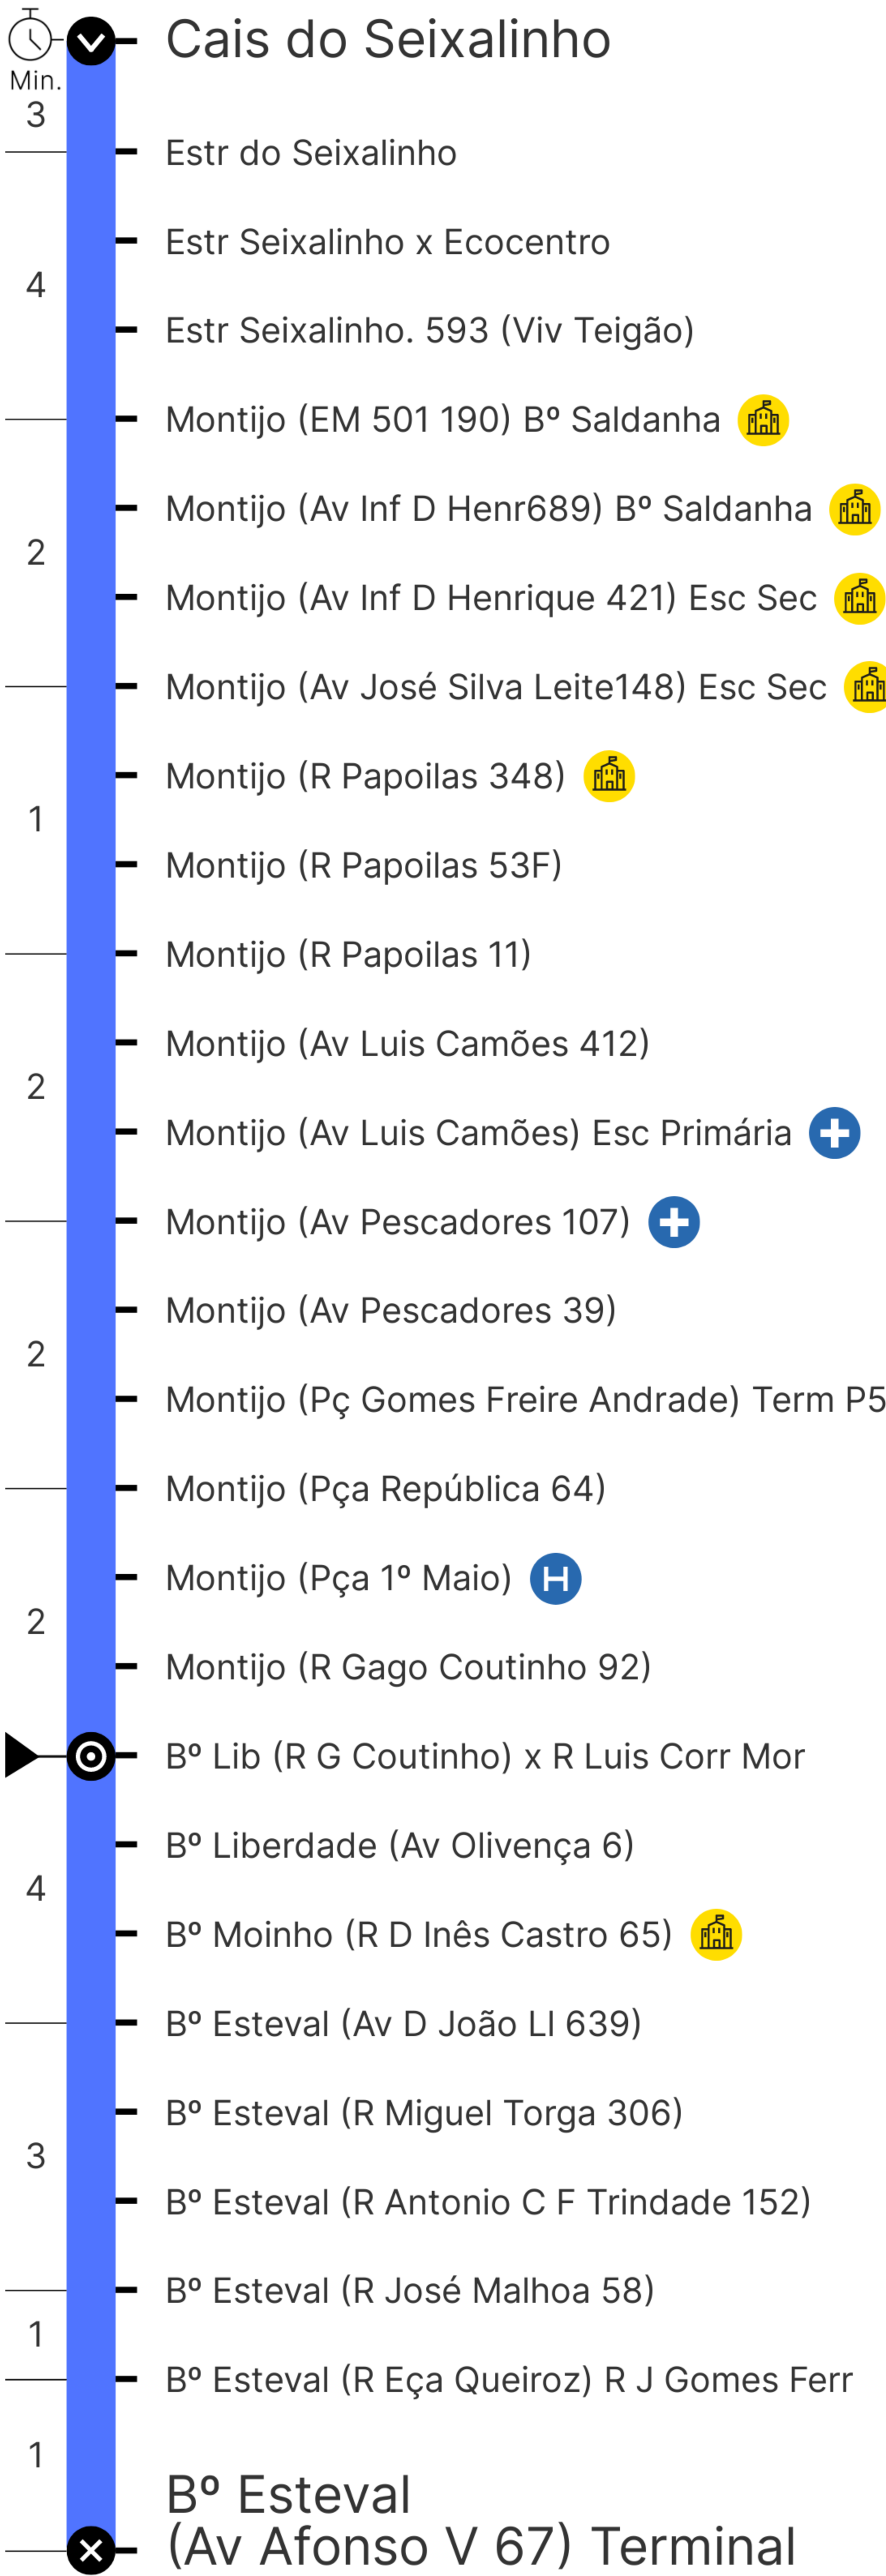 Cais do Seixalinho
Min.
3
Estr do Seixalinho
Estr Seixalinho x Ecocentro
4
Estr Seixalinho. 593 (Viv Teigão)
Montijo (EM 501 190) Bº Saldanha
Montijo (Av Inf D Henr689) Bº Saldanha
2
Montijo (Av Inf D Henrique 421) Esc Sec
Montijo (Av José Silva Leite148) Esc Sec
Montijo (R Papoilas 348)
1
Montijo (R Papoilas 53F)
Montijo (R Papoilas 11)
Montijo (Av Luis Camões 412)
2
Montijo (Av Luis Camões) Esc Primária
Montijo (Av Pescadores 107)
Montijo (Av Pescadores 39)
2
Montijo (Pç Gomes Freire Andrade) Term P5
Montijo (Pça República 64)
Montijo (Pça 1º Maio) H
2
Montijo (R Gago Coutinho 92)
Bº Lib (R G Coutinho) x R Luis Corr Mor
Bº Liberdade (Av Olivença 6)
4
Bº Moinho (R D Inês Castro 65)
Bº Esteval (Av D João LI 639)
Bº Esteval (R Miguel Torga 306)
3
Bº Esteval (R Antonio C F Trindade 152)
Bº Esteval (R José Malhoa 58)
1
Bº Esteval (R Eça Queiroz) R J Gomes Ferr
1
Bº Esteval
(Av Afonso V 67) Terminal